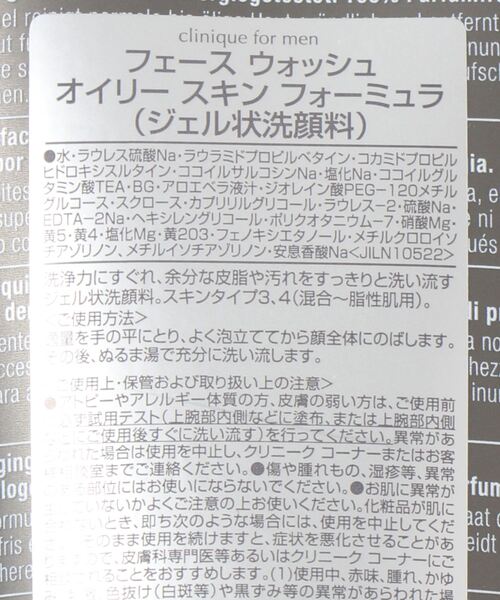 clinique for men
フェース ウォッシュ
オイリー スキン フォーミュラ
（ジェル状洗顔料）
●水・ラウレス硫酸Na・ラウラミドプロピルベタイン・コカミドプロピル
ヒドロキシスルタイン・ココイルサルコシンNa・塩化Na・ココイルグル
タミン酸TEA・BG・アロエベラ液汁・ジオレイン酸PEG-120メチル
グルコース・スクロース・カプリリルグリコール・ラウレス-2・硫酸Na・
EDTA-2Na・ヘキシレングリコール・ポリクオタニウム-7・硝酸Mg・
黄5・黄4・塩化Mg・黄203・フェノキシエタノール・メチルクロロイソ
チアゾリノン、メチルイソチアゾリノン・安息香酸Na<JILN10522>
洗浄力にすぐれ、余分な皮脂や汚れをすっきりと洗い流す
ジェル状洗顔料。スキンタイプ3、4（混合～脂性肌用）。
<ご使用方法>
適量を手の平にとり、よく泡立ててから顔全体にのばします。
その後、ぬるま湯で充分に洗い流します。
<ご使用上・保管および取り扱い上の注意>
●アトピーやアレルギー体質の方、皮膚の弱い方は、ご使用前
必ず試用テスト（上腕部内側などに塗布、または上腕部内側
などにご使用後すぐに洗い流す）を行ってください。異常があ
われた場合は使用を中止し、クリニーク コーナーまたはお客
室までご連絡ください。●傷や腫れもの、湿疹等、異常
部位にはお使いにならないでください。●お肌に異常が
いないかよくご注意の上お使いください。化粧品が肌に
ないとき、即ち次のような場合には、使用を中止してくだ
そのまま使用を続けますと、症状を悪化させることがあ
て、皮膚科専門医等あるいはクリニーク コーナーにご
れることをおすすめします。（1）使用中、赤味、腫れ、かゆ
色抜け（白斑等）や黒ずみ等の異常があらわれた場